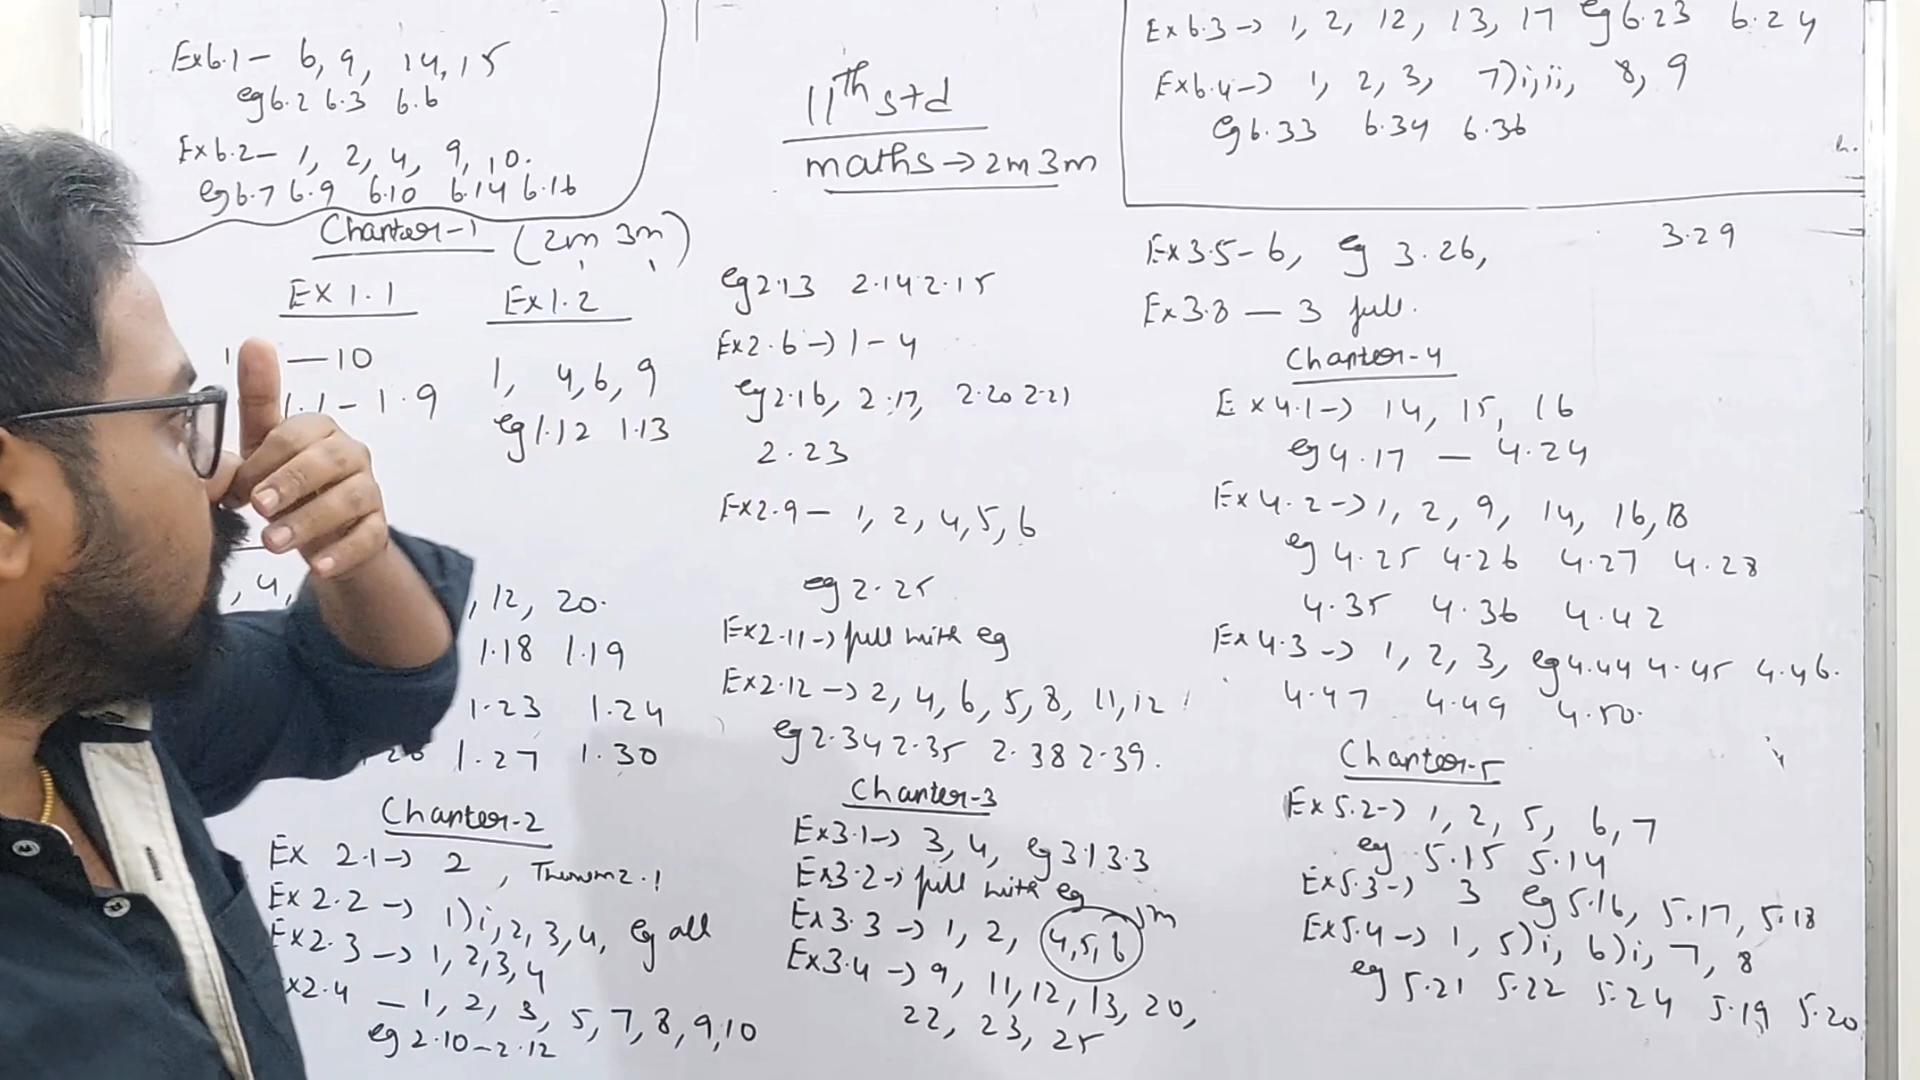 Ex6.1 – 6, 9, 14, 15
eg6.2 6.3 6.6
Ex6.2 – 1, 2, 4, 9, 10.
eg6.7 6.9 6.10 6.14 6.16
11th std
maths → 2m 3m
Ex6.3 → 1, 2, 12, 13, 17 eg6.23 6.24
Ex6.4 → 1, 2, 3, 7)i,ii, 8, 9
eg6.33 6.34 6.36
Chapter-1 (2m 3m)
EX 1.1
— 10
1.1 – 1.9
Ex1.2
1, 4, 6, 9
eg1.12 1.13
, 4,
, 12, 20.
1.18 1.19
1.23 1.24
1.27 1.30
Chapter-2
Ex 2.1 → 2, Theorem 2.1
Ex 2.2 → 1)i, 2, 3, 4, eg all
Ex2.3 → 1, 2, 3, 4
x2.4 – 1, 2, 3, 5, 7, 8, 9, 10
eg 2.10 – 2.12
eg2.13 2.14 2.15
Ex2.6 → 1 – 4
eg2.16, 2.17, 2.20 2.21
2.23
Ex2.9 – 1, 2, 4, 5, 6
eg 2.25
Ex2.11 → full with eg
Ex2.12 → 2, 4, 6, 5, 8, 11, 12
eg2.34 2.35 2.38 2.39.
Chapter-3
Ex3.1 → 3, 4, eg 3.1 3.3
Ex3.2 → full with eg
Ex3.3 → 1, 2, 4, 5, 6
Ex3.4 → 9, 11, 12, 13, 20,
22, 23, 25
Ex3.5 – 6, eg 3.26, 3.29
Ex3.8 — 3 full.
Chapter-4
Ex4.1 → 14, 15, 16
eg4.17 — 4.24
Ex4.2 → 1, 2, 9, 14, 16, 18
eg 4.25 4.26 4.27 4.28
4.35 4.36 4.42
Ex4.3 → 1, 2, 3, eg4.44 4.45 4.46.
4.47 4.49 4.50.
Chapter-5
Ex5.2 → 1, 2, 5, 6, 7
eg 5.15 5.14
Ex5.3 → 3 eg5.16, 5.17, 5.18
Ex5.4 → 1, 5)i, 6)i, 7, 8
eg 5.21 5.22 5.24 5.19 5.20